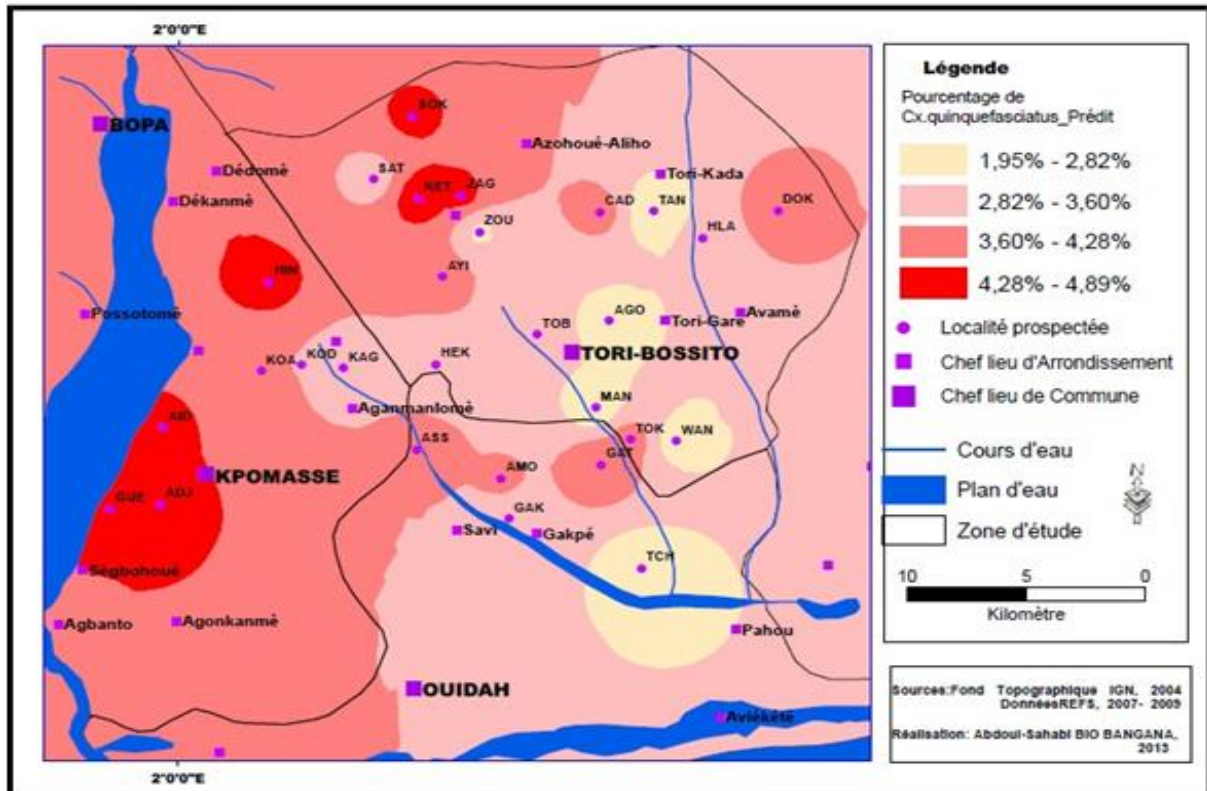 2°0'0"E
BOPA
SOK
Azohoué-Aliho
Dédomè
SAT
Tori-Kada
Dékanmè
KET
ZAG
CAD
TAN
DOK
ZOU
HLA
HIN
AYI
Possotomè
AGO
Tori-Gare
Avamé
TOB
KOA
KOD
KAG
HEK
TORI-BOSSITO
Aganmanlomè
MAN
AID
TOK
WAN
ASS
KPOMASSE
GAT
AMO
GUE
ADJ
GAK
Savi
Gakpé
TCH
Sègbohoué
Agbanto
Agonkanmè
Pahou
OUIDAH
Aviékété
2°0'0"E
Légende
Pourcentage de
Cx.quinquefasciatus_Prédit
1,95% - 2,82%
2,82% - 3,60%
3,60% - 4,28%
4,28% - 4,89%
Localité prospectée
Chef lieu d'Arrondissement
Chef lieu de Commune
Cours d'eau
Plan d'eau
Zone d'étude
N
10 5 0
Kilomètre
Sources:Fond Topographique IGN, 2004
DonnéesREFS, 2007- 2009
Réalisation: Abdoul-Sahabi BIO BANGANA,
2013